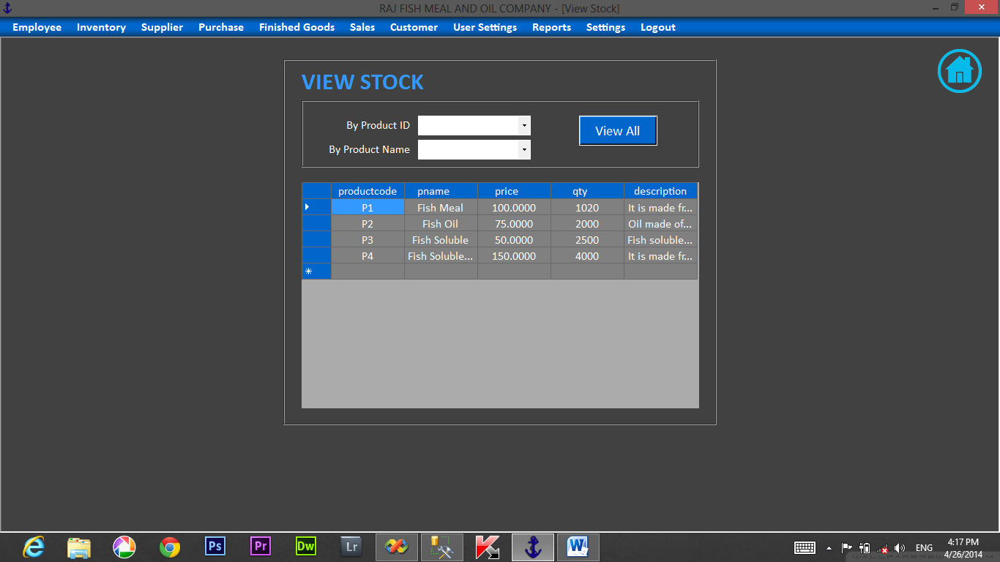 RAJ FISH MEAL AND OIL COMPANY - [View Stock]
Employee Inventory Supplier Purchase Finished Goods Sales Customer User Settings Reports Settings Logout
VIEW STOCK
By Product ID
View All
By Product Name
productcode pname price qty description
P1 Fish Meal 100.0000 1020 It is made fr...
P2 Fish Oil 75.0000 2000 Oil made of...
P3 Fish Soluble 50.0000 2500 Fish soluble...
P4 Fish Soluble... 150.0000 4000 It is made fr...
*
Ps Pr Dw Lr W ENG 4:17 PM
4/26/2014